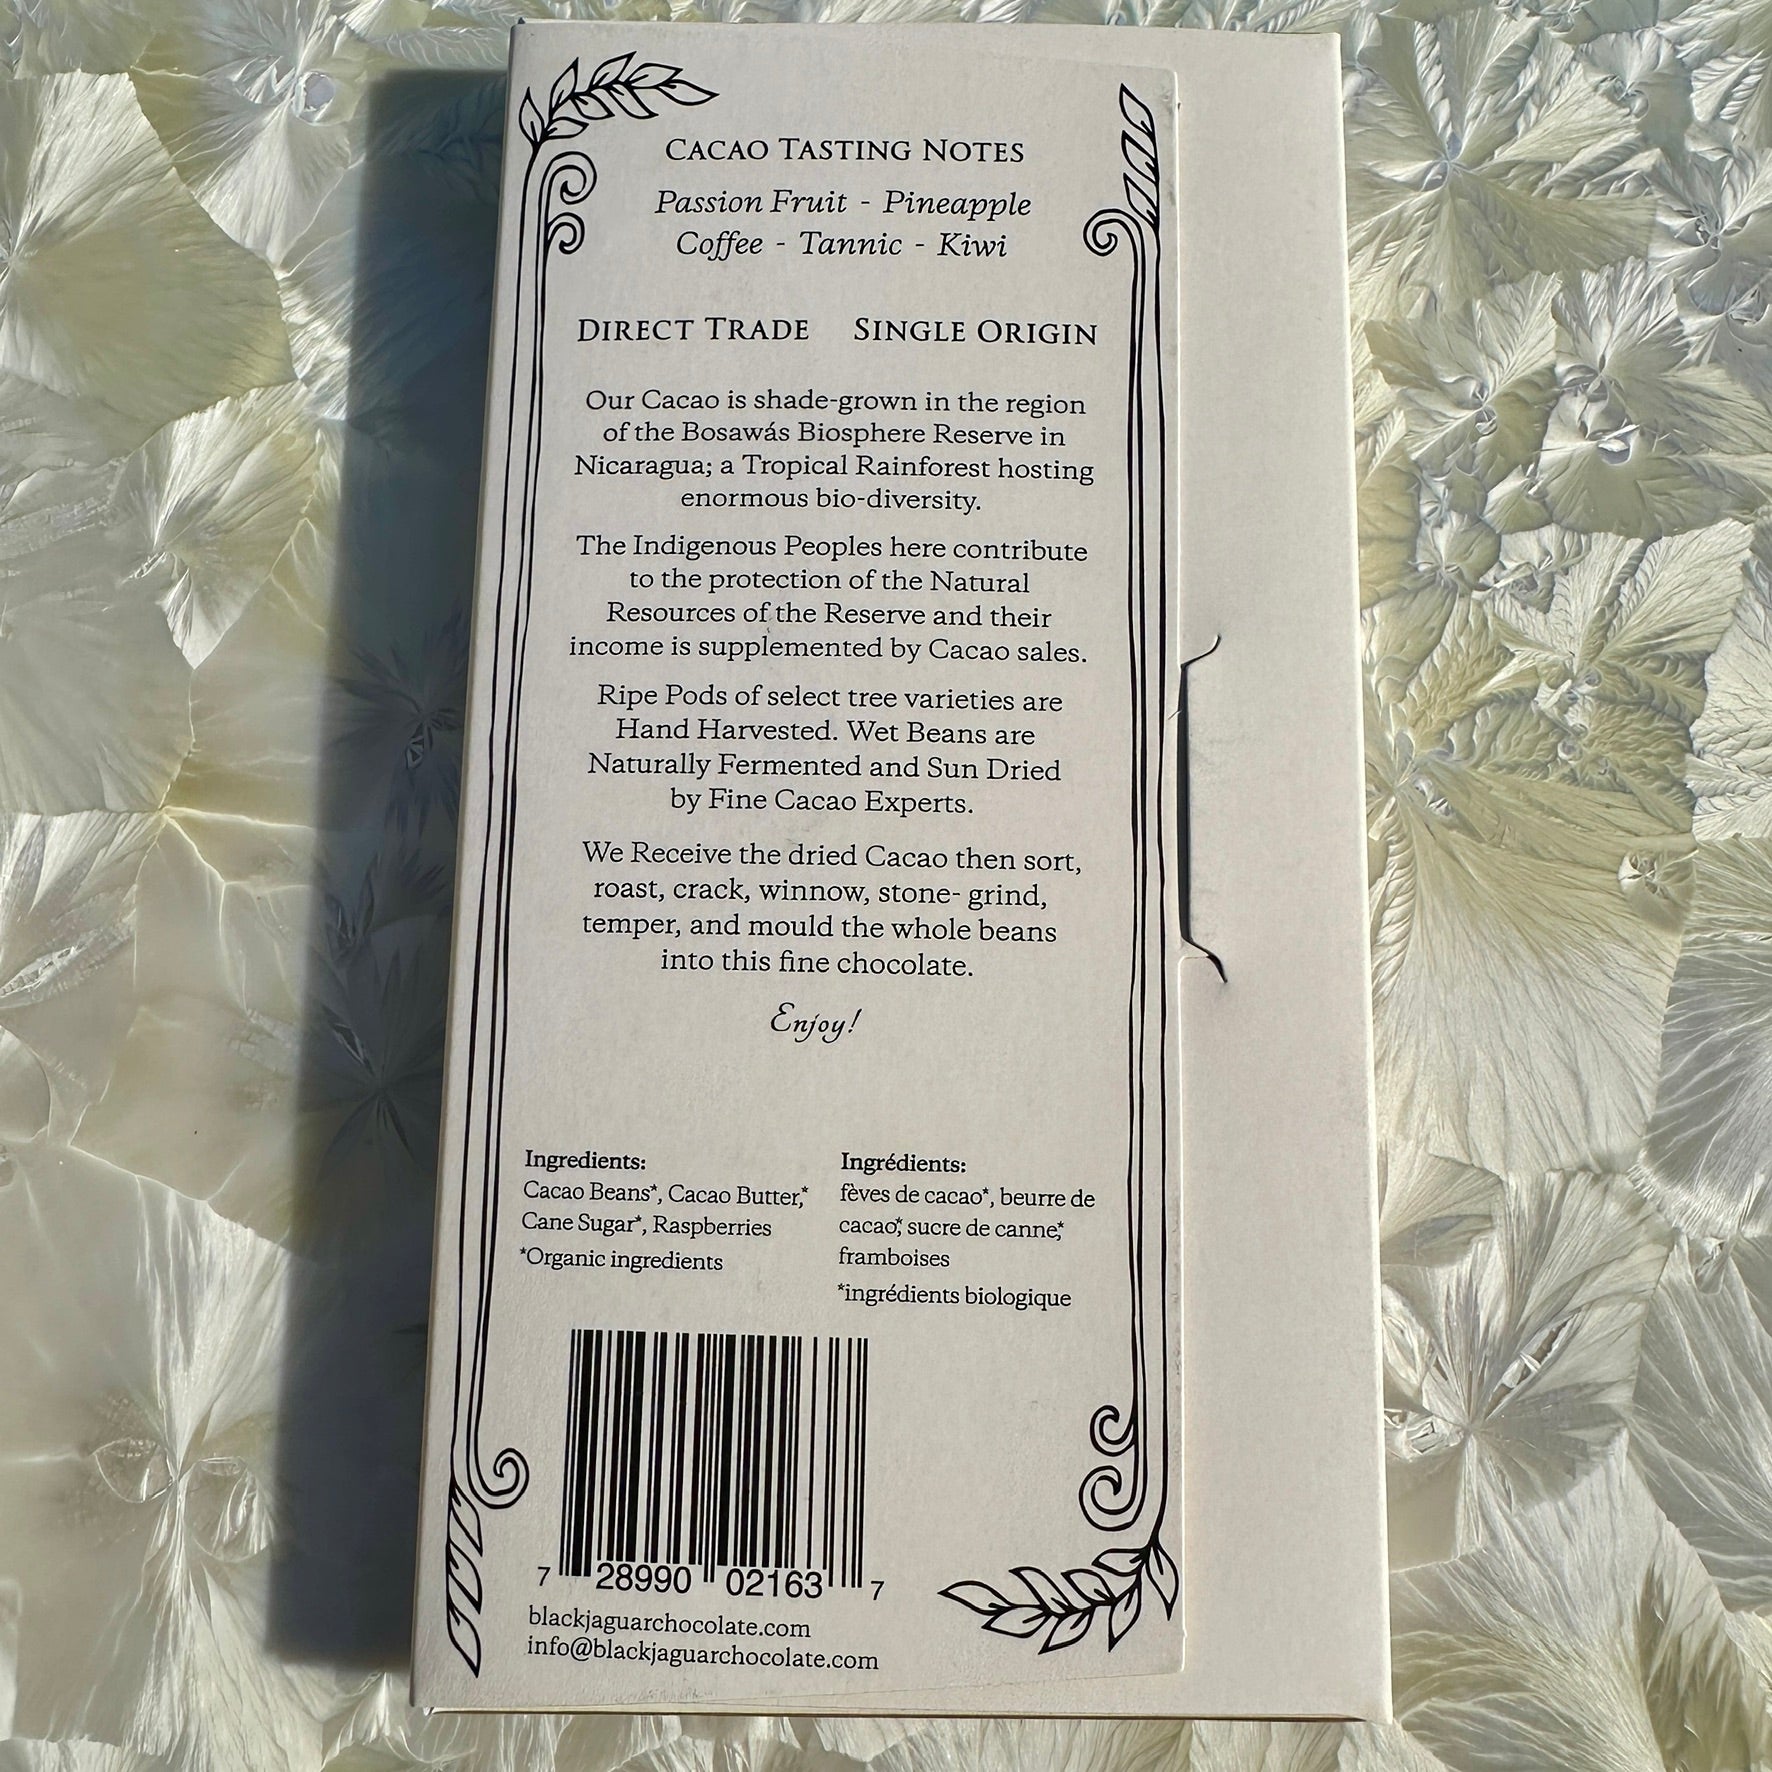 CACAO TASTING NOTES
Passion Fruit - Pineapple
Coffee - Tannic - Kiwi
DIRECT TRADE SINGLE ORIGIN
Our Cacao is shade-grown in the region
of the Bosawás Biosphere Reserve in
Nicaragua; a Tropical Rainforest hosting
enormous bio-diversity.
The Indigenous Peoples here contribute
to the protection of the Natural
Resources of the Reserve and their
income is supplemented by Cacao sales.
Ripe Pods of select tree varieties are
Hand Harvested. Wet Beans are
Naturally Fermented and Sun Dried
by Fine Cacao Experts.
We Receive the dried Cacao then sort,
roast, crack, winnow, stone- grind,
temper, and mould the whole beans
into this fine chocolate.
Enjoy!
Ingredients:
Cacao Beans*, Cacao Butter,*
Cane Sugar*, Raspberries
*Organic ingredients
Ingrédients:
fèves de cacao*, beurre de
cacao,* sucre de canne,*
framboises
*ingrédients biologique
7 28990 02163 7
blackjaguarchocolate.com
info@blackjaguarchocolate.com